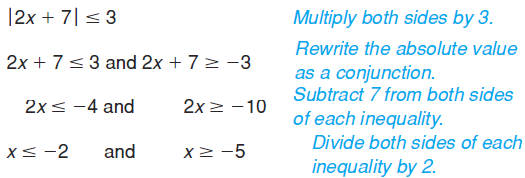 |2x + 7| ≤ 3 Multiply both sides by 3.
2x + 7 ≤ 3 and 2x + 7 ≥ −3 Rewrite the absolute value
as a conjunction.
2x ≤ −4 and 2x ≥ −10 Subtract 7 from both sides
of each inequality.
x ≤ −2 and x ≥ −5 Divide both sides of each
inequality by 2.